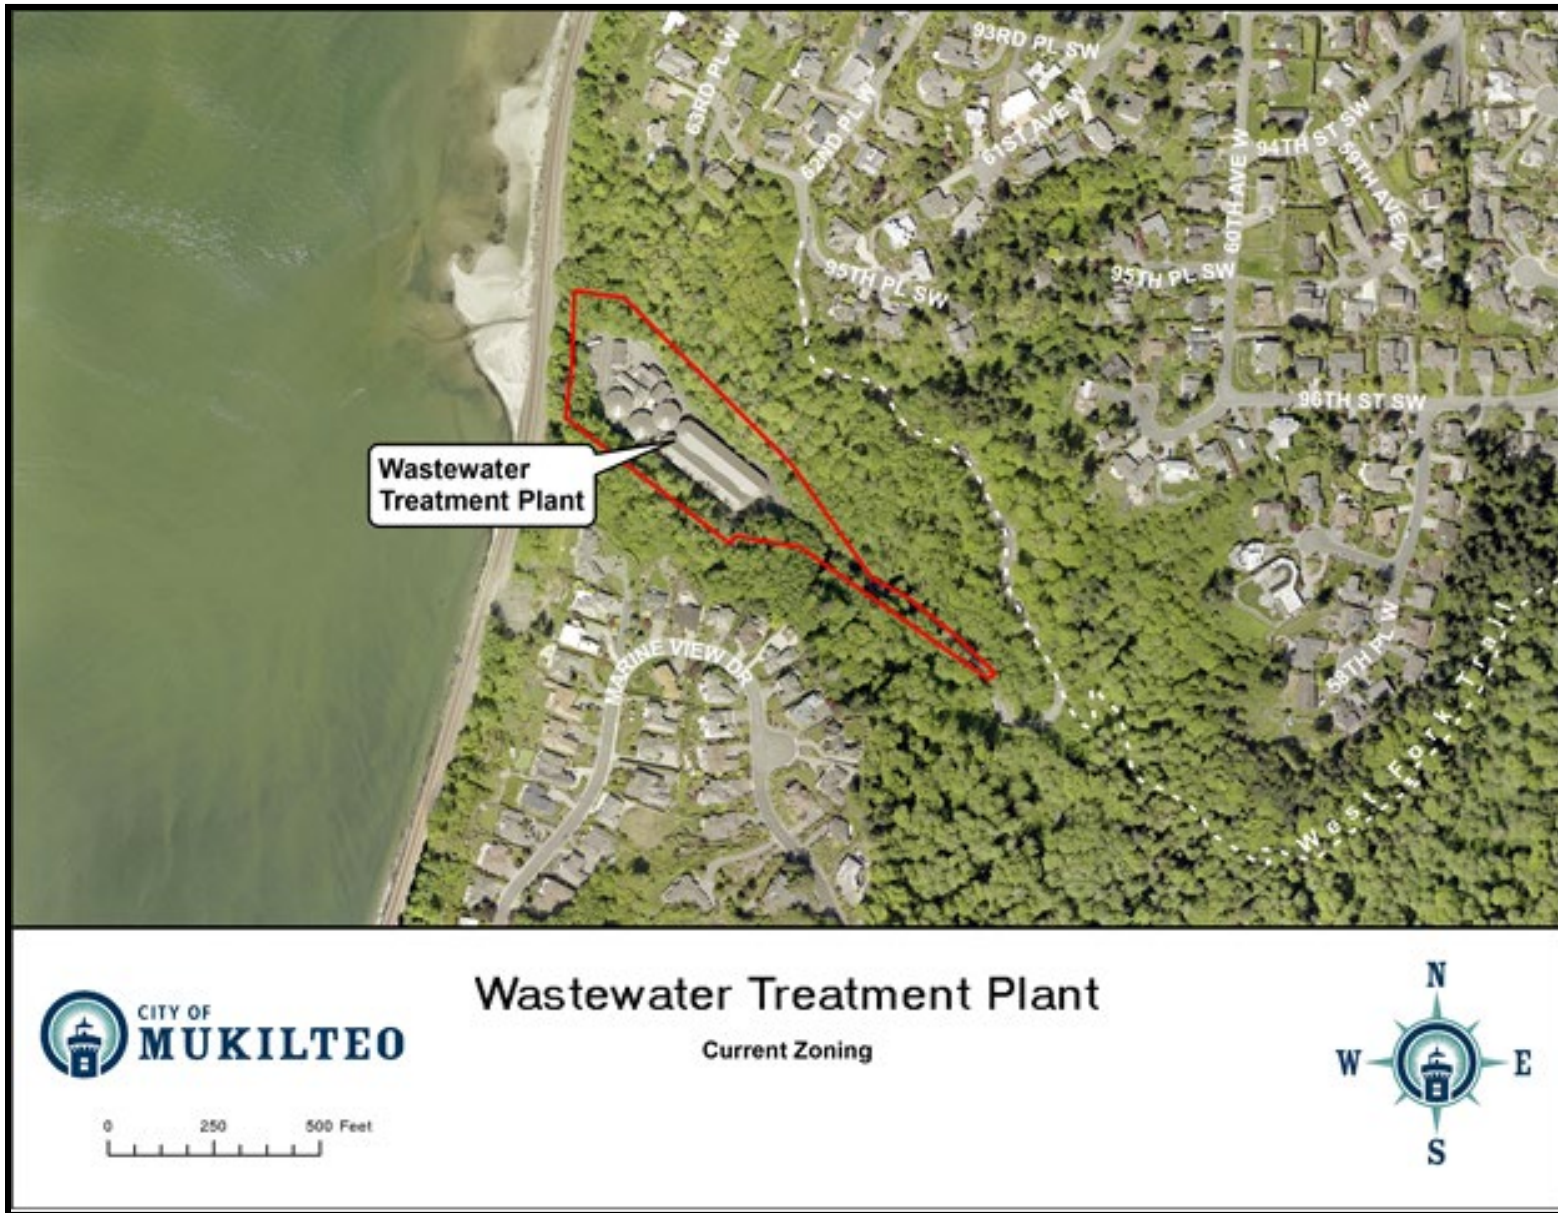 93RD PL SW
63RD PL W
62ND PL W
61ST AVE W
94TH ST SW
59TH AVE W
60TH AVE W
95TH PL SW
95TH PL SW
96TH ST SW
Wastewater
Treatment Plant
MARINE VIEW DR
58TH PL W
West Fork Trail
Wastewater Treatment Plant
Current Zoning
CITY OF
MUKILTEO
0 250 500 Feet
N
W E
S